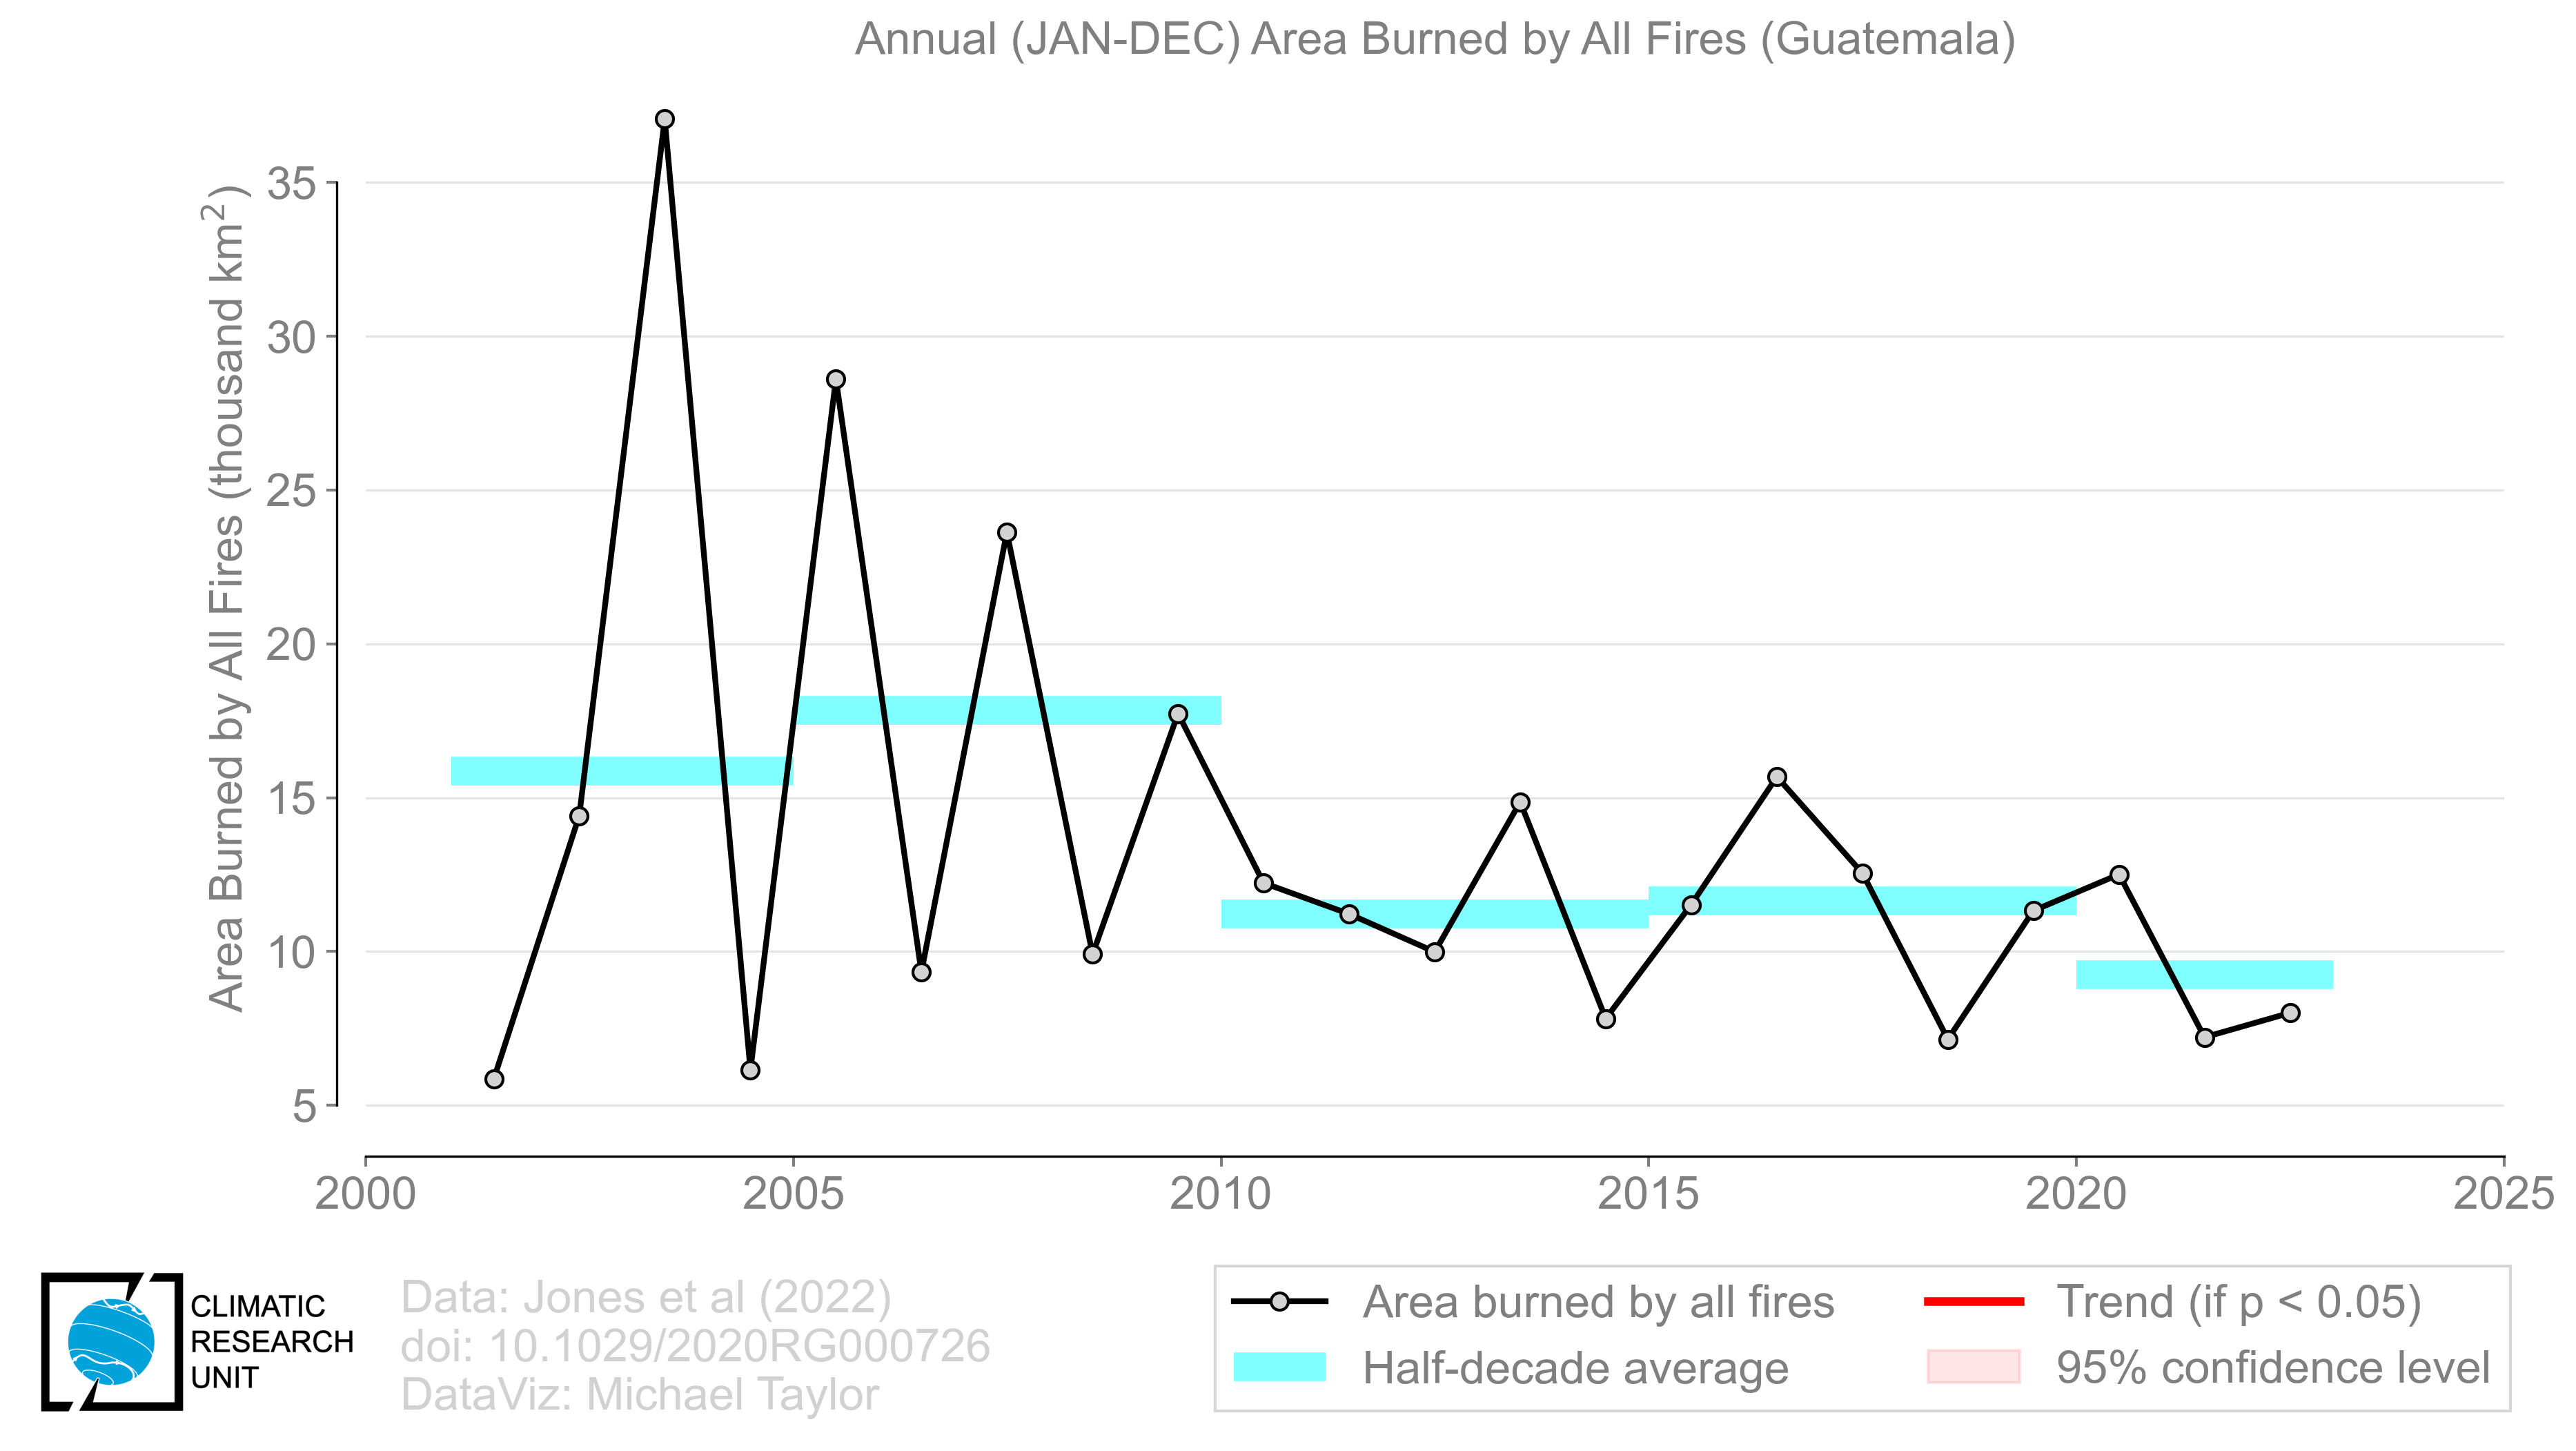 Annual (JAN-DEC) Area Burned by All Fires (Guatemala)
Area Burned by All Fires (thousand km²)
35
30
25
20
15
10
5
2000 2005 2010 2015 2020 2025
CLIMATIC
RESEARCH
UNIT
Data: Jones et al (2022)
doi: 10.1029/2020RG000726
DataViz: Michael Taylor
Area burned by all fires
Half-decade average
Trend (if p < 0.05)
95% confidence level